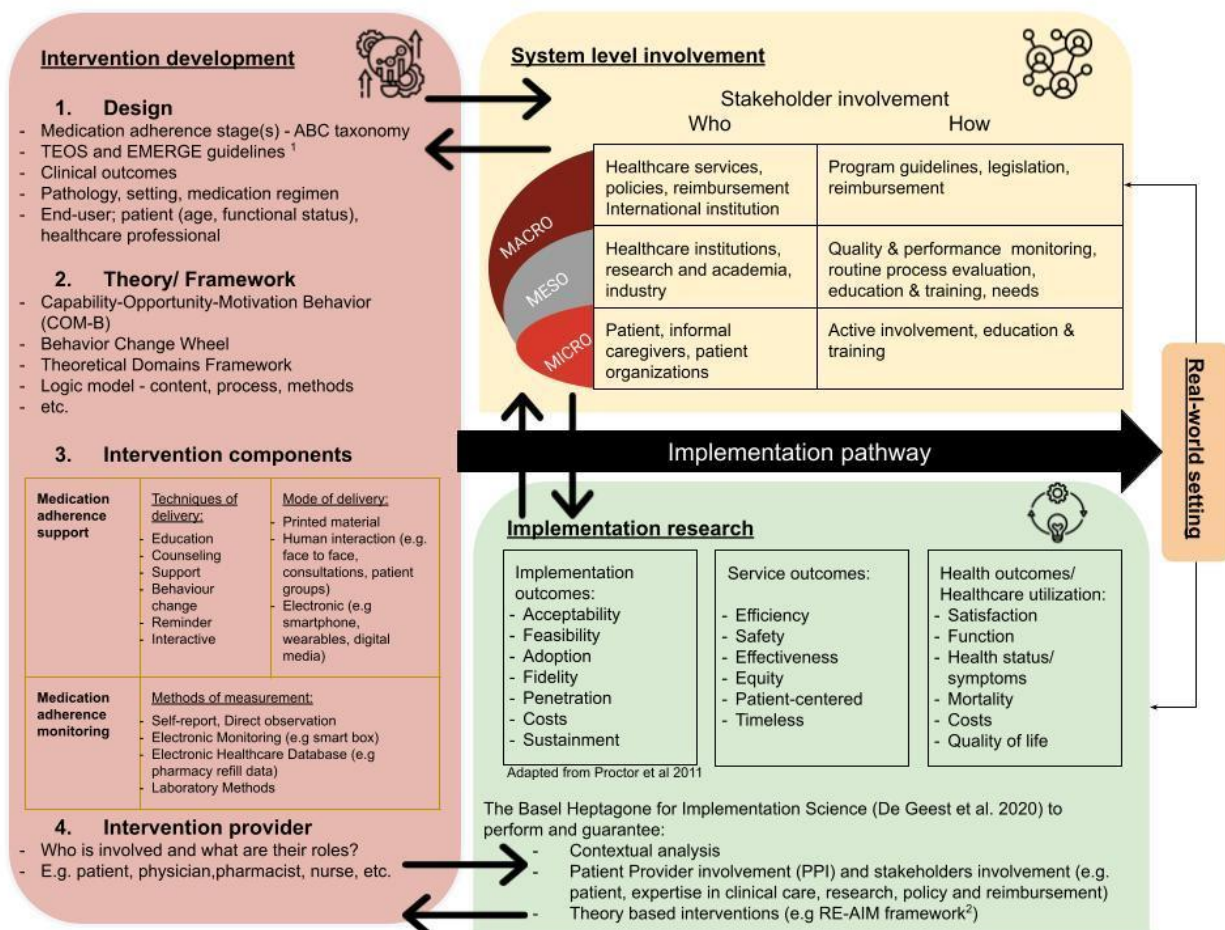 Intervention development
1. Design
- Medication adherence stage(s) - ABC taxonomy
- TEOS and EMERGE guidelines ¹
- Clinical outcomes
- Pathology, setting, medication regimen
- End-user; patient (age, functional status),
healthcare professional
2. Theory/ Framework
- Capability-Opportunity-Motivation Behavior
(COM-B)
- Behavior Change Wheel
- Theoretical Domains Framework
- Logic model - content, process, methods
- etc.
3. Intervention components
Medication
adherence
support
Techniques of
delivery:
- Education
- Counseling
- Support
- Behaviour
change
- Reminder
- Interactive
Mode of delivery:
- Printed material
- Human interaction (e.g.
face to face,
consultations, patient
groups)
- Electronic (e.g
smartphone,
wearables, digital
media)
Medication
adherence
monitoring
Methods of measurement:
- Self-report, Direct observation
- Electronic Monitoring (e.g smart box)
- Electronic Healthcare Database (e.g
pharmacy refill data)
- Laboratory Methods
4. Intervention provider
- Who is involved and what are their roles?
- E.g. patient, physician,pharmacist, nurse, etc.
System level involvement
Stakeholder involvement
Who
How
MACRO
Healthcare services,
policies, reimbursement
International institution
Program guidelines, legislation,
reimbursement
MESO
Healthcare institutions,
research and academia,
industry
Quality & performance monitoring,
routine process evaluation,
education & training, needs
MICRO
Patient, informal
caregivers, patient
organizations
Active involvement, education &
training
Implementation pathway
Real-world setting
Implementation research
Implementation
outcomes:
- Acceptability
- Feasibility
- Adoption
- Fidelity
- Penetration
- Costs
- Sustainment
Service outcomes:
- Efficiency
- Safety
- Effectiveness
- Equity
- Patient-centered
- Timeless
Health outcomes/
Healthcare utilization:
- Satisfaction
- Function
- Health status/
symptoms
- Mortality
- Costs
- Quality of life
Adapted from Proctor et al 2011
The Basel Heptagone for Implementation Science (De Geest et al. 2020) to
perform and guarantee:
- Contextual analysis
- Patient Provider involvement (PPI) and stakeholders involvement (e.g.
patient, expertise in clinical care, research, policy and reimbursement)
- Theory based interventions (e.g RE-AIM framework²)